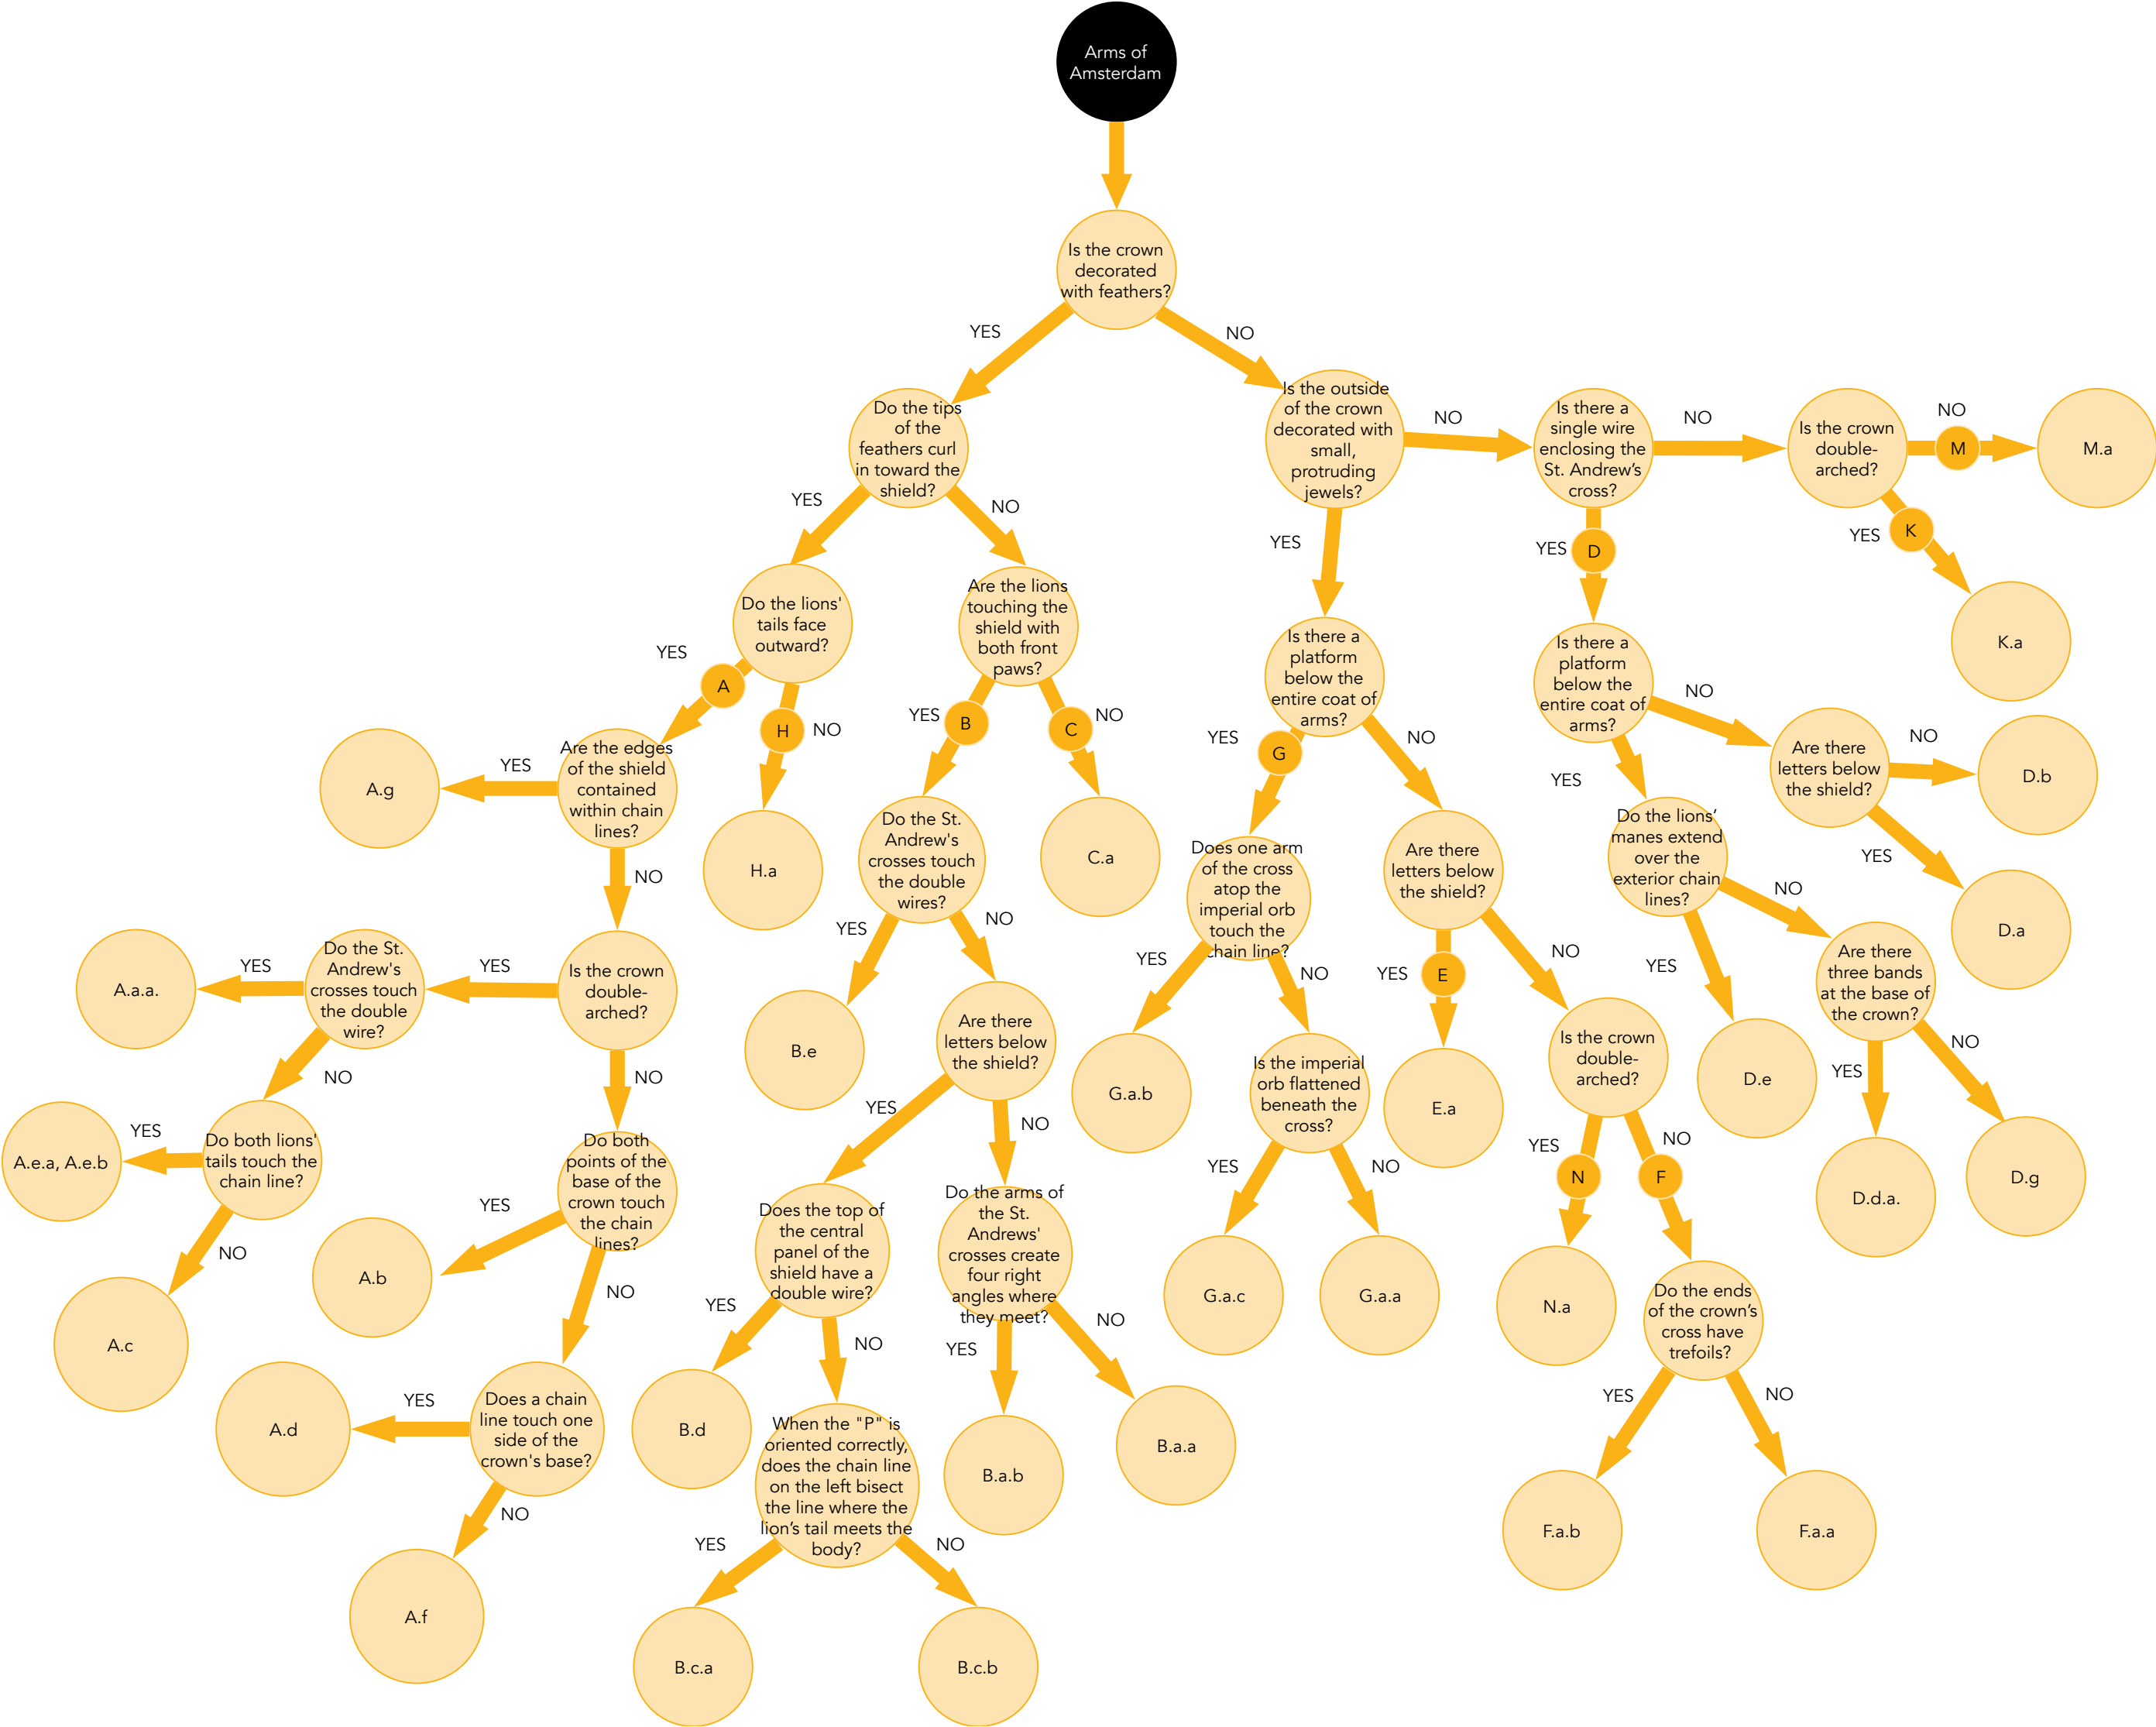 Arms of
Amsterdam
Is the crown
decorated
with feathers?
YES
NO
Do the tips
of the
feathers curl
in toward the
shield?
Is the outside
of the crown
decorated with
small,
protruding
jewels?
NO
Is there a
single wire
enclosing the
St. Andrew’s
cross?
NO
Is the crown
double-
arched?
NO
M
M.a
YES
K
K.a
YES
NO
YES
YES
D
Do the lions'
tails face
outward?
Are the lions
touching the
shield with
both front
paws?
Is there a
platform
below the
entire coat of
arms?
Is there a
platform
below the
entire coat of
arms?
YES
A
H
NO
YES
B
C
NO
YES
G
NO
NO
YES
A.g
YES
Are the edges
of the shield
contained
within chain
lines?
H.a
Do the St.
Andrew's
crosses touch
the double
wires?
C.a
Does one arm
of the cross
atop the
imperial orb
touch the
chain line?
Are there
letters below
the shield?
Do the lions’
manes extend
over the
exterior chain
lines?
Are there
letters below
the shield?
NO
D.b
YES
D.a
NO
YES
NO
YES
NO
YES
E
NO
YES
NO
A.a.a.
YES
Do the St.
Andrew's
crosses touch
the double
wire?
YES
Is the crown
double-
arched?
B.e
Are there
letters below
the shield?
G.a.b
Is the imperial
orb flattened
beneath the
cross?
E.a
Is the crown
double-
arched?
D.e
Are there
three bands
at the base of
the crown?
NO
NO
YES
NO
YES
NO
YES
N
F
NO
YES
NO
A.e.a, A.e.b
YES
Do both lions'
tails touch the
chain line?
Do both
points of the
base of the
crown touch
the chain
lines?
Does the top of
the central
panel of the
shield have a
double wire?
Do the arms of
the St.
Andrews'
crosses create
four right
angles where
they meet?
G.a.c
G.a.a
N.a
Do the ends
of the crown’s
cross have
trefoils?
D.d.a.
D.g
NO
A.c
YES
A.b
NO
YES
NO
YES
NO
YES
NO
A.d
YES
Does a chain
line touch one
side of the
crown's base?
B.d
When the "P" is
oriented correctly,
does the chain line
on the left bisect
the line where the
lion’s tail meets the
body?
B.a.b
B.a.a
F.a.b
F.a.a
NO
A.f
YES
NO
B.c.a
B.c.b